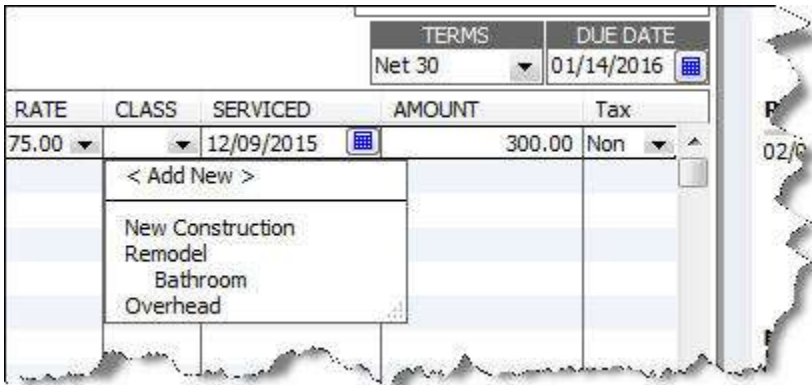 TERMS DUE DATE
Net 30 01/14/2016
RATE CLASS SERVICED AMOUNT Tax
75.00 12/09/2015 300.00 Non
< Add New >
New Construction
Remodel
Bathroom
Overhead